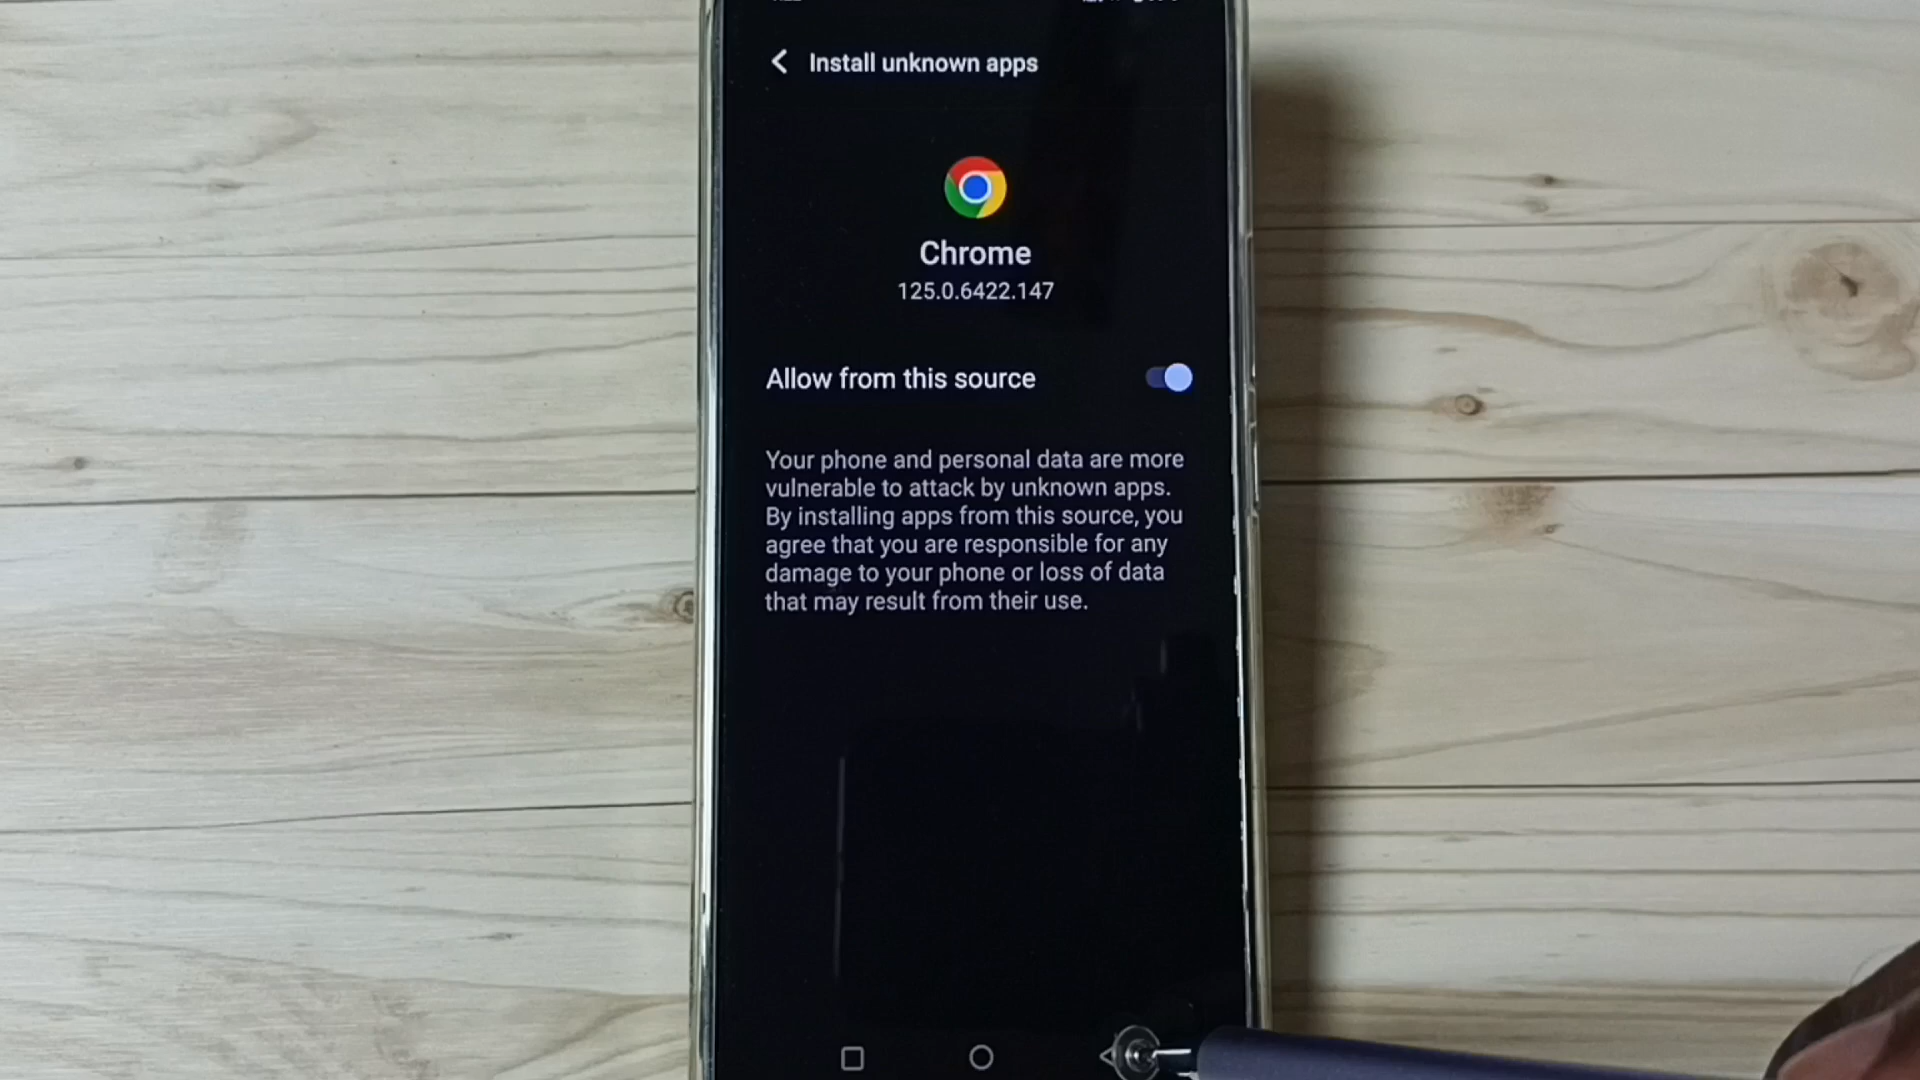 Install unknown apps
Chrome
125.0.6422.147
Allow from this source
Your phone and personal data are more
vulnerable to attack by unknown apps.
By installing apps from this source, you
agree that you are responsible for any
damage to your phone or loss of data
that may result from their use.